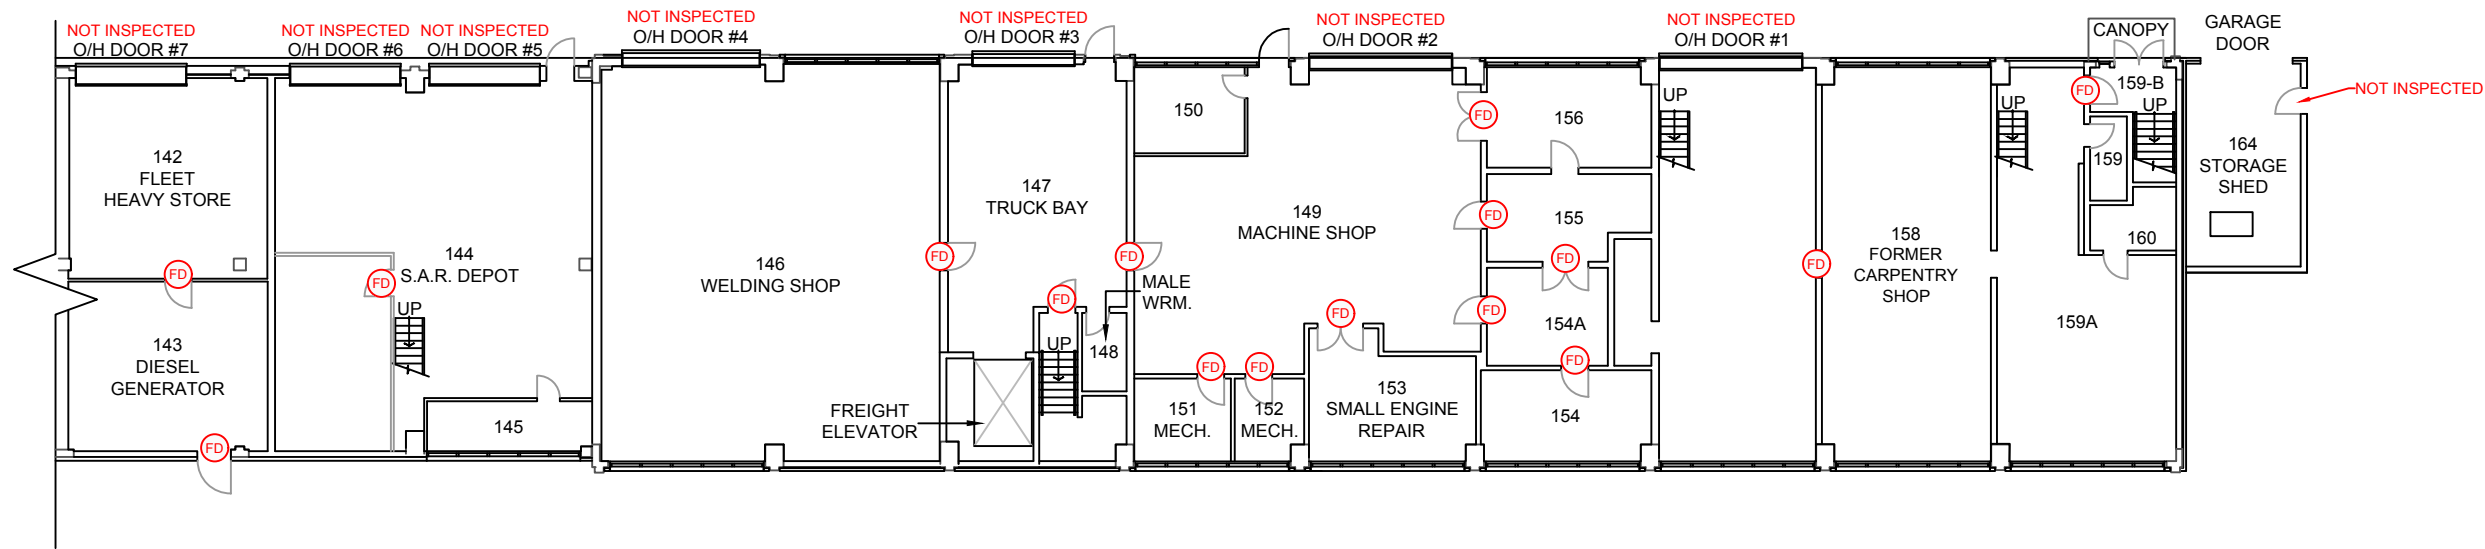 NOT INSPECTED
O/H DOOR #7
NOT INSPECTED
O/H DOOR #6
NOT INSPECTED
O/H DOOR #5
NOT INSPECTED
O/H DOOR #4
NOT INSPECTED
O/H DOOR #3
NOT INSPECTED
O/H DOOR #2
NOT INSPECTED
O/H DOOR #1
CANOPY
GARAGE
DOOR
NOT INSPECTED
142
FLEET
HEAVY STORE
FD
143
DIESEL
GENERATOR
FD
144
S.A.R. DEPOT
FD
UP
145
146
WELDING SHOP
FD
FREIGHT
ELEVATOR
147
TRUCK BAY
FD
FD
UP
148
MALE
WRM.
149
MACHINE SHOP
150
FD
FD
FD
FD
FD
FD
151
MECH.
152
MECH.
153
SMALL ENGINE
REPAIR
156
155
FD
154A
FD
154
UP
FD
158
FORMER
CARPENTRY
SHOP
UP
FD
159-B
UP
159
160
159A
164
STORAGE
SHED